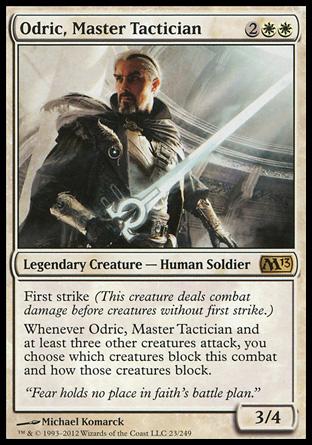 Odric, Master Tactician 2
Legendary Creature — Human Soldier M13
First strike (This creature deals combat
damage before creatures without first strike.)
Whenever Odric, Master Tactician and
at least three other creatures attack, you
choose which creatures block this combat
and how those creatures block.
"Fear holds no place in faith's battle plan."
Michael Komarck
™ & © 1993–2012 Wizards of the Coast LLC 23/249
3/4